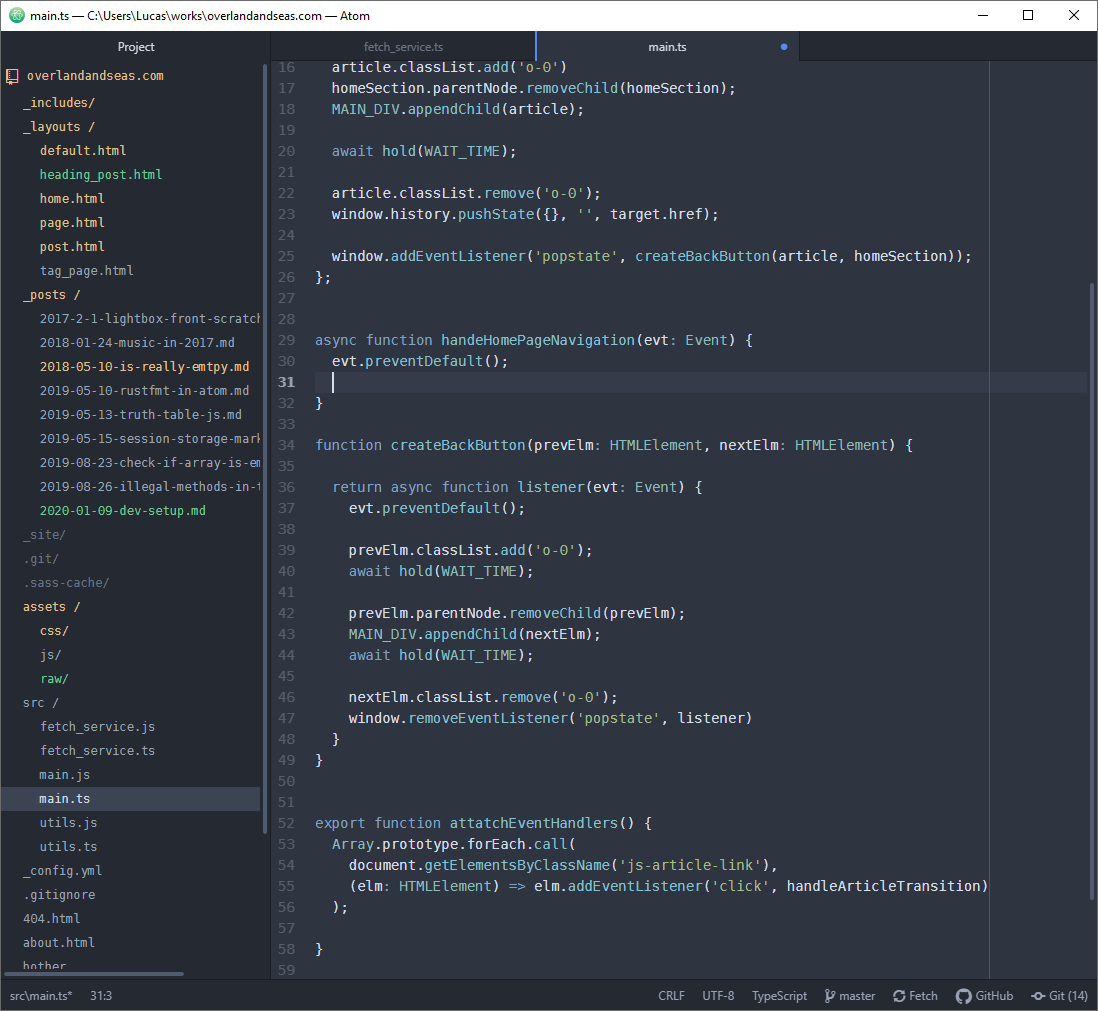 main.ts — C:\Users\Lucas\works\overlandandseas.com — Atom
Project
fetch_service.ts
main.ts
overlandandseas.com
_includes/
_layouts /
default.html
heading_post.html
home.html
page.html
post.html
tag_page.html
_posts /
2017-2-1-lightbox-front-scratch
2018-01-24-music-in-2017.md
2018-05-10-is-really-emtpy.md
2019-05-10-rustfmt-in-atom.md
2019-05-13-truth-table-js.md
2019-05-15-session-storage-mark
2019-08-23-check-if-array-is-em
2019-08-26-illegal-methods-in-t
2020-01-09-dev-setup.md
_site/
.git/
.sass-cache/
assets /
css/
js/
raw/
src /
fetch_service.js
fetch_service.ts
main.js
main.ts
utils.js
utils.ts
_config.yml
.gitignore
404.html
about.html
bother
16 article.classList.add('o-0')
17 homeSection.parentNode.removeChild(homeSection);
18 MAIN_DIV.appendChild(article);
19
20 await hold(WAIT_TIME);
21
22 article.classList.remove('o-0');
23 window.history.pushState({}, '', target.href);
24
25 window.addEventListener('popstate', createBackButton(article, homeSection));
26 };
27
28
29 async function handeHomePageNavigation(evt: Event) {
30 evt.preventDefault();
31
32 }
33
34 function createBackButton(prevElm: HTMLElement, nextElm: HTMLElement) {
35
36 return async function listener(evt: Event) {
37 evt.preventDefault();
38
39 prevElm.classList.add('o-0');
40 await hold(WAIT_TIME);
41
42 prevElm.parentNode.removeChild(prevElm);
43 MAIN_DIV.appendChild(nextElm);
44 await hold(WAIT_TIME);
45
46 nextElm.classList.remove('o-0');
47 window.removeEventListener('popstate', listener)
48 }
49 }
50
51
52 export function attatchEventHandlers() {
53 Array.prototype.forEach.call(
54 document.getElementsByClassName('js-article-link'),
55 (elm: HTMLElement) => elm.addEventListener('click', handleArticleTransition)
56 );
57
58 }
59
src\main.ts* 31:3 CRLF UTF-8 TypeScript master Fetch GitHub Git (14)